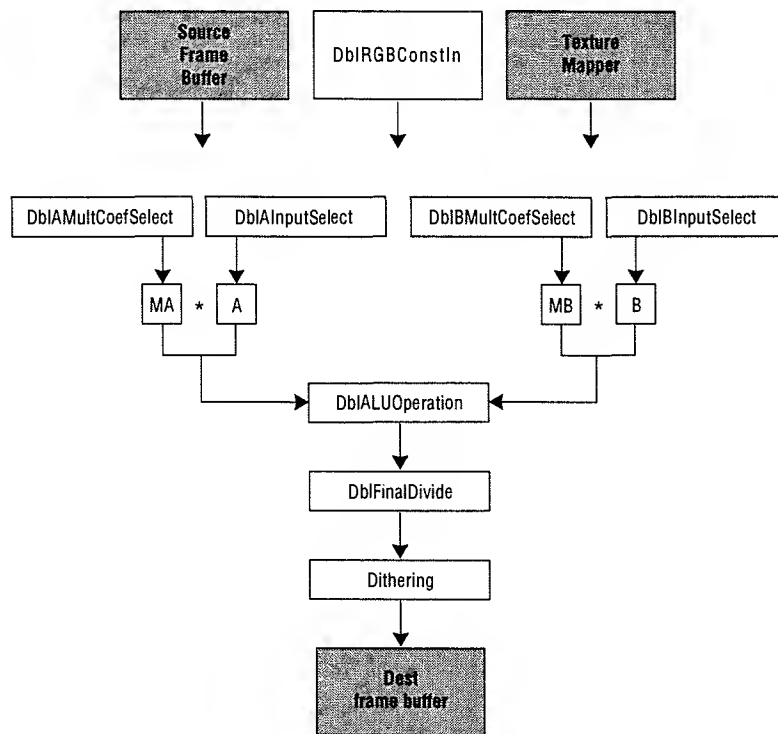 Source
Frame
Buffer
DblRGBConstIn
Texture
Mapper
DblAMultCoefSelect
DblAInputSelect
DblBMultCoefSelect
DblBInputSelect
MA * A
MB * B
DblALUOperation
DblFinalDivide
Dithering
Dest
frame buffer